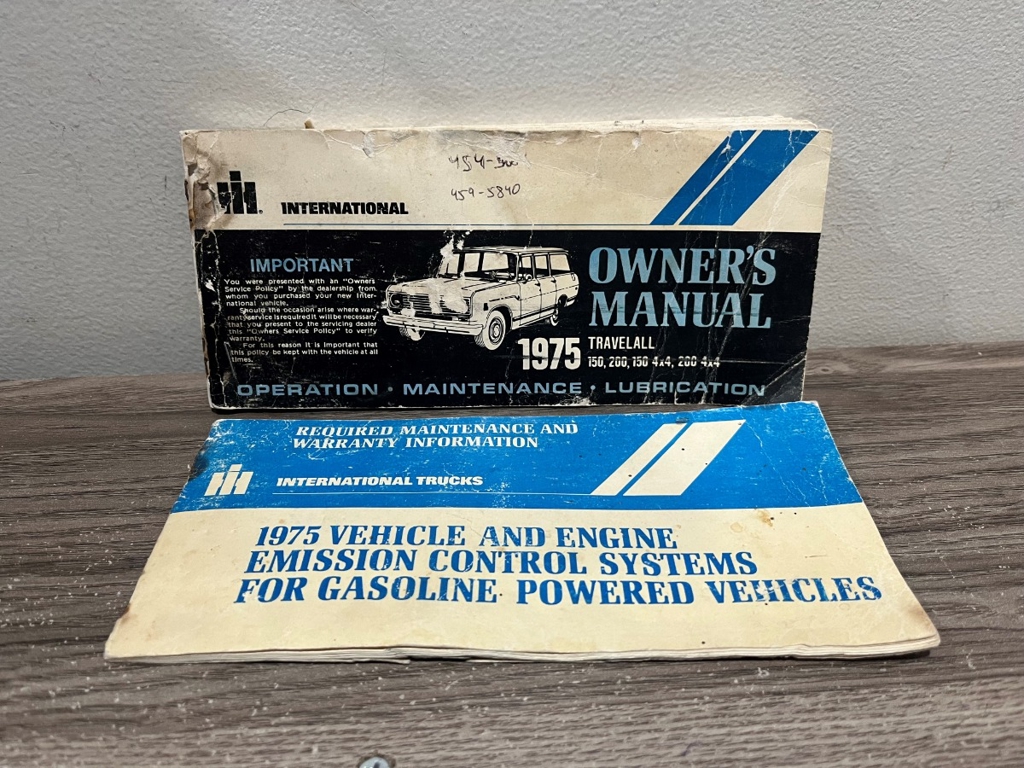 459-5840
IH
INTERNATIONAL
IMPORTANT
You were presented with an "Owners
Service Policy" by the dealership from
whom you purchased your new Inter-
national vehicle.
Should the occasion arise where war-
ranty service is required it will be necessary
that you present to the servicing dealer
this "Owners Service Policy" to verify
warranty.
For this reason it is important that
this policy be kept with the vehicle at all
times.
OWNER'S
MANUAL
1975 TRAVELALL
150, 200, 150 4x4, 200 4x4
OPERATION · MAINTENANCE · LUBRICATION
REQUIRED MAINTENANCE AND
WARRANTY INFORMATION
IH INTERNATIONAL TRUCKS
1975 VEHICLE AND ENGINE
EMISSION CONTROL SYSTEMS
FOR GASOLINE POWERED VEHICLES